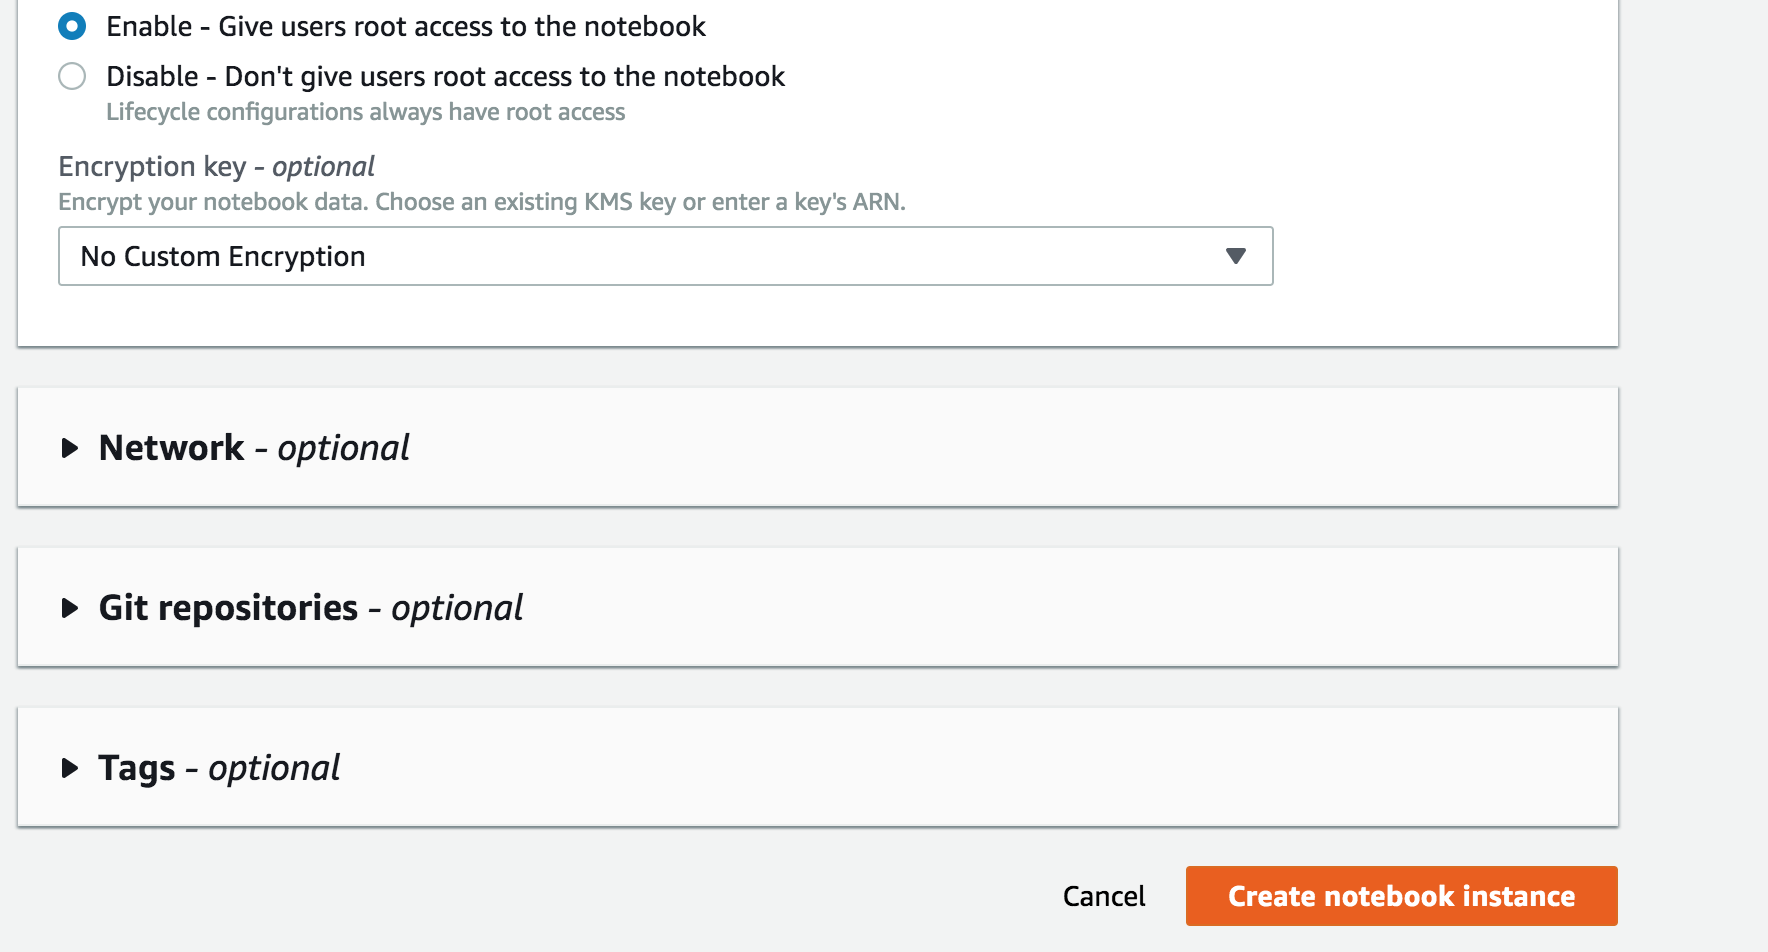 Enable - Give users root access to the notebook
Disable - Don't give users root access to the notebook
Lifecycle configurations always have root access
Encryption key - optional
Encrypt your notebook data. Choose an existing KMS key or enter a key's ARN.
No Custom Encryption
Network - optional
Git repositories - optional
Tags - optional
Cancel
Create notebook instance